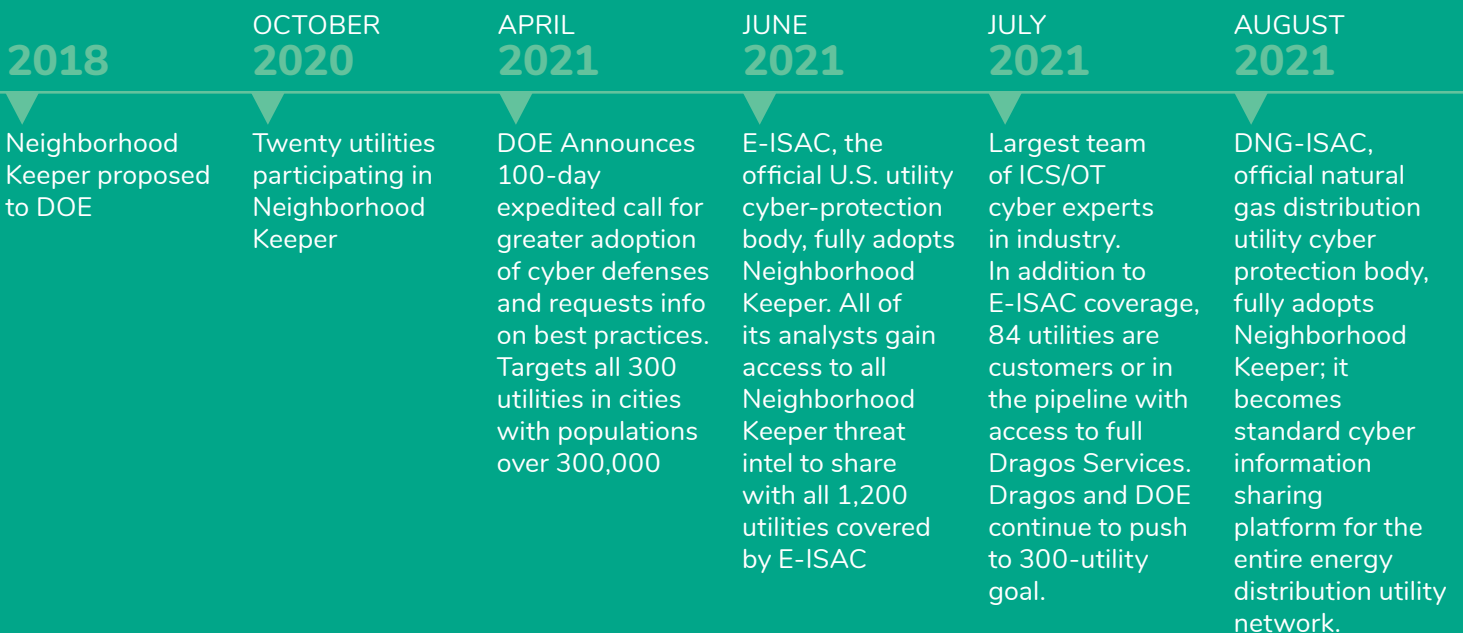 2018
Neighborhood
Keeper proposed
to DOE
OCTOBER
2020
Twenty utilities
participating in
Neighborhood
Keeper
APRIL
2021
DOE Announces
100-day
expedited call for
greater adoption
of cyber defenses
and requests info
on best practices.
Targets all 300
utilities in cities
with populations
over 300,000
JUNE
2021
E-ISAC, the
official U.S. utility
cyber-protection
body, fully adopts
Neighborhood
Keeper. All of
its analysts gain
access to all
Neighborhood
Keeper threat
intel to share
with all 1,200
utilities covered
by E-ISAC
JULY
2021
Largest team
of ICS/OT
cyber experts
in industry.
In addition to
E-ISAC coverage,
84 utilities are
customers or in
the pipeline with
access to full
Dragos Services.
Dragos and DOE
continue to push
to 300-utility
goal.
AUGUST
2021
DNG-ISAC,
official natural
gas distribution
utility cyber
protection body,
fully adopts
Neighborhood
Keeper; it
becomes
standard cyber
information
sharing
platform for the
entire energy
distribution utility
network.